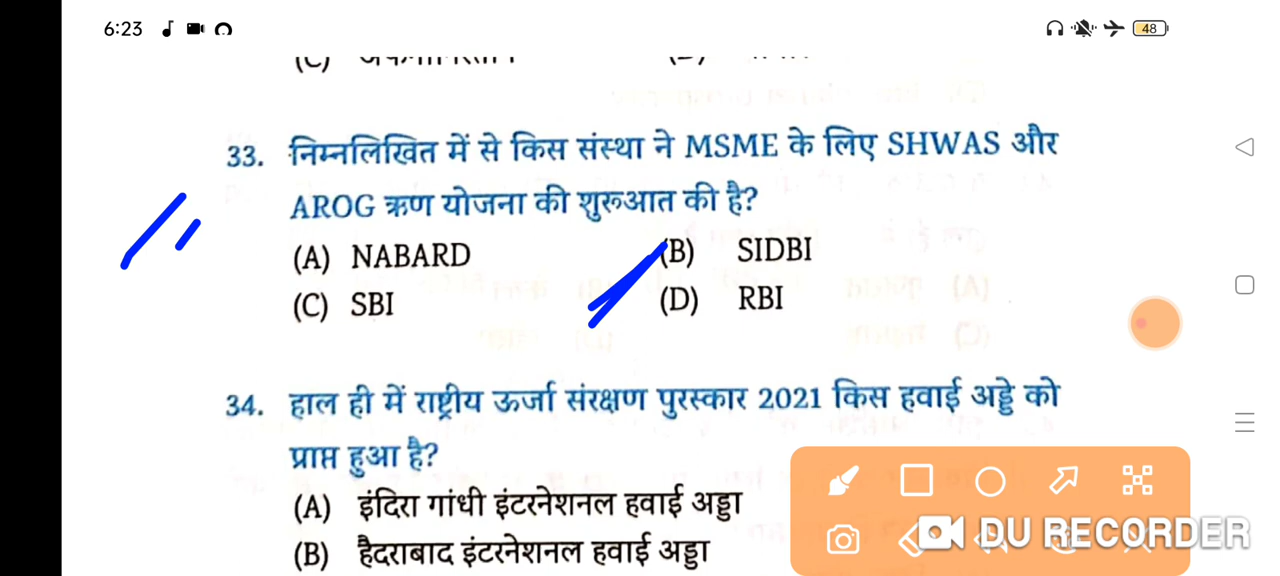 6:23
48
(C)
33. निम्नलिखित में से किस संस्था ने MSME के लिए SHWAS और
AROG ऋण योजना की शुरूआत की है?
(A) NABARD (B) SIDBI
(C) SBI (D) RBI
34. हाल ही में राष्ट्रीय ऊर्जा संरक्षण पुरस्कार 2021 किस हवाई अड्डे को
प्राप्त हुआ है?
(A) इंदिरा गांधी इंटरनेशनल हवाई अड्डा
(B) हैदराबाद इंटरनेशनल हवाई अड्डा
DU RECORDER